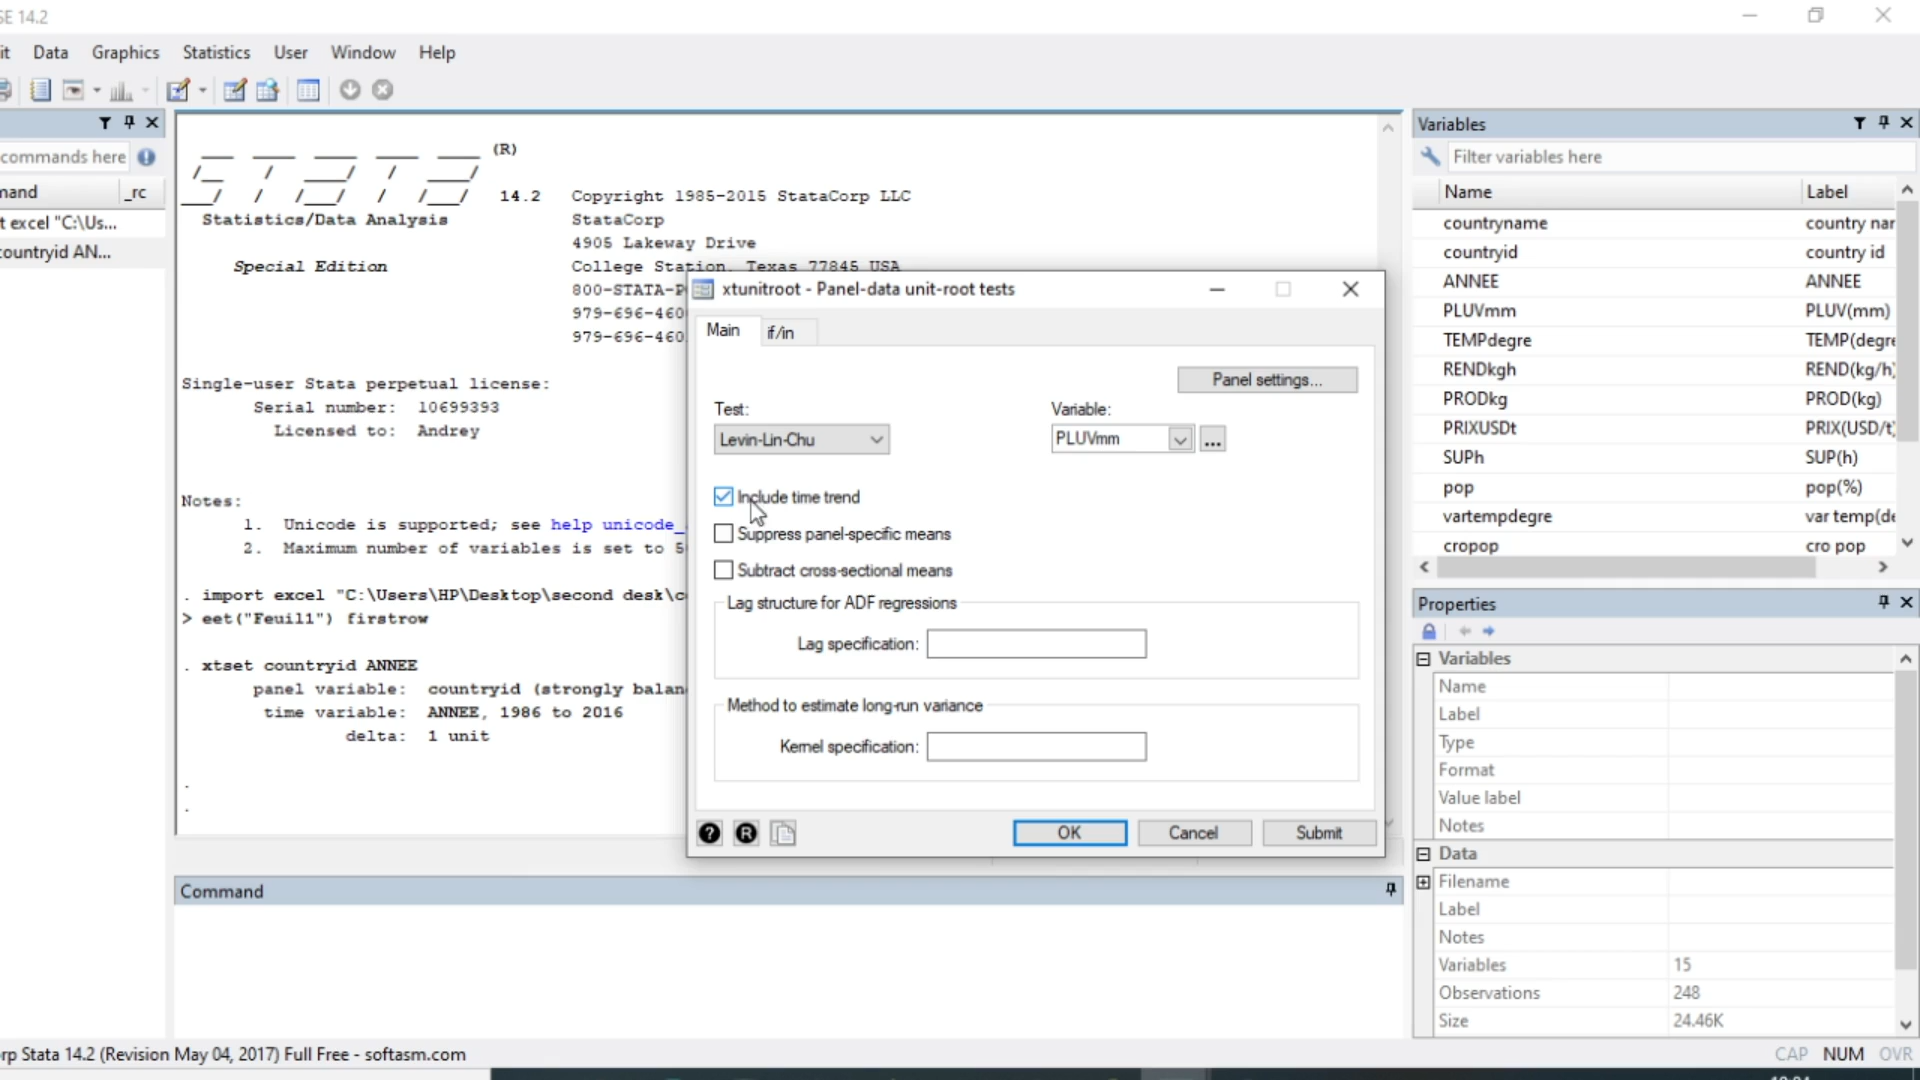 SE 14.2
it Data Graphics Statistics User Window Help
commands here
mand _rc
t excel "C:\Us...
countryid AN...
(R)
STATA
14.2 Copyright 1985-2015 StataCorp LLC
Statistics/Data Analysis StataCorp
4905 Lakeway Drive
Special Edition College Station, Texas 77845 USA
800-STATA-P
979-696-460
979-696-460
Single-user Stata perpetual license:
Serial number: 10699393
Licensed to: Andrey
Notes:
1. Unicode is supported; see help unicode_
2. Maximum number of variables is set to 5
. import excel "C:\Users\HP\Desktop\second desk\c
> eet("Feuil1") firstrow
. xtset countryid ANNEE
panel variable: countryid (strongly balan
time variable: ANNEE, 1986 to 2016
delta: 1 unit
.
.
xtunitroot - Panel-data unit-root tests
Main if/in
Panel settings...
Test: Variable:
Levin-Lin-Chu PLUVmm ...
Include time trend
Suppress panel-specific means
Subtract cross-sectional means
Lag structure for ADF regressions
Lag specification:
Method to estimate long-run variance
Kernel specification:
? R OK Cancel Submit
Command
Variables
Filter variables here
Name Label
countryname country nar
countryid country id
ANNEE ANNEE
PLUVmm PLUV(mm)
TEMPdegre TEMP(degre
RENDkgh REND(kg/h)
PRODkg PROD(kg)
PRIXUSDt PRIX(USD/t)
SUPh SUP(h)
pop pop(%)
vartempdegre var temp(de
cropop cro pop
Properties
Variables
Name
Label
Type
Format
Value label
Notes
Data
Filename
Label
Notes
Variables 15
Observations 248
Size 24.46K
rp Stata 14.2 (Revision May 04, 2017) Full Free - softasm.com
CAP NUM OVR